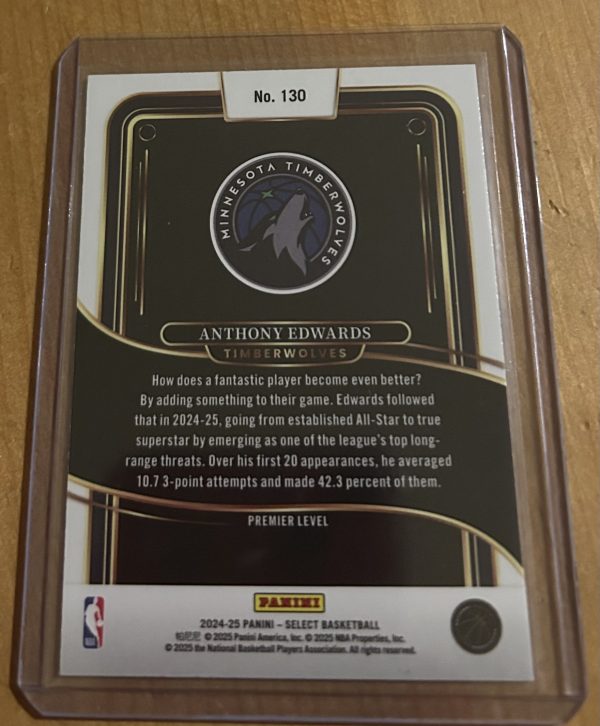 No. 130
MINNESOTA TIMBERWOLVES
ANTHONY EDWARDS
TIMBERWOLVES
How does a fantastic player become even better?
By adding something to their game. Edwards followed
that in 2024-25, going from established All-Star to true
superstar by emerging as one of the league's top long-
range threats. Over his first 20 appearances, he averaged
10.7 3-point attempts and made 42.3 percent of them.
PREMIER LEVEL
PANINI
2024-25 PANINI – SELECT BASKETBALL
帕尼尼 © 2025 Panini America, Inc. © 2025 NBA Properties, Inc.
© 2025 the National Basketball Players Association. All rights reserved.
NBA